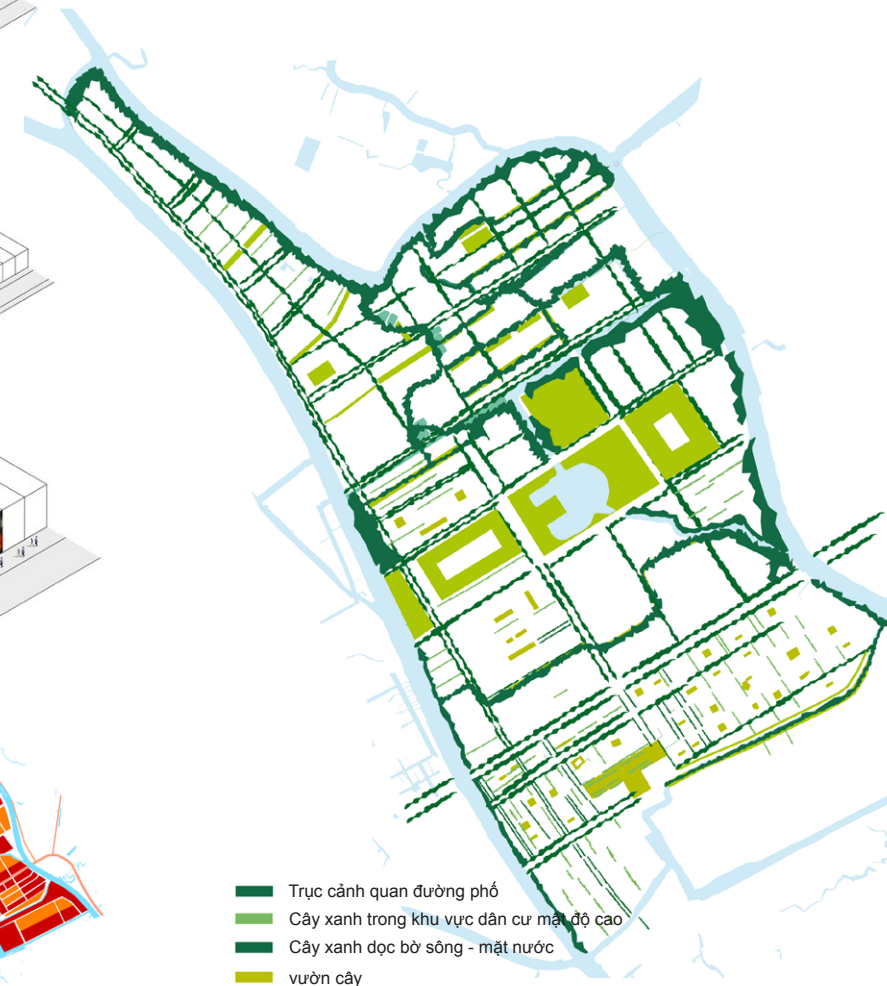 Trục cảnh quan đường phố
Cây xanh trong khu vực dân cư mật độ cao
Cây xanh dọc bờ sông - mặt nước
vườn cây